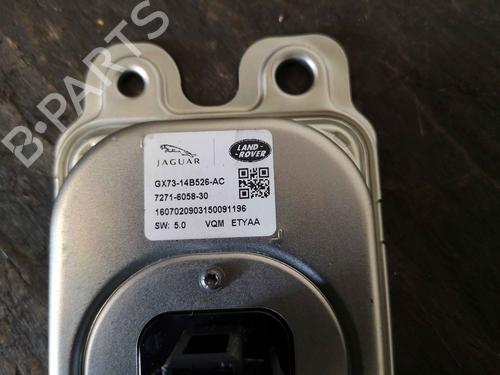 B-PARTS
JAGUAR
LAND-
ROVER
GX73-14B526-AC
7271-6058-30
1607020903150091196
SW: 5.0 VQM ETYAA